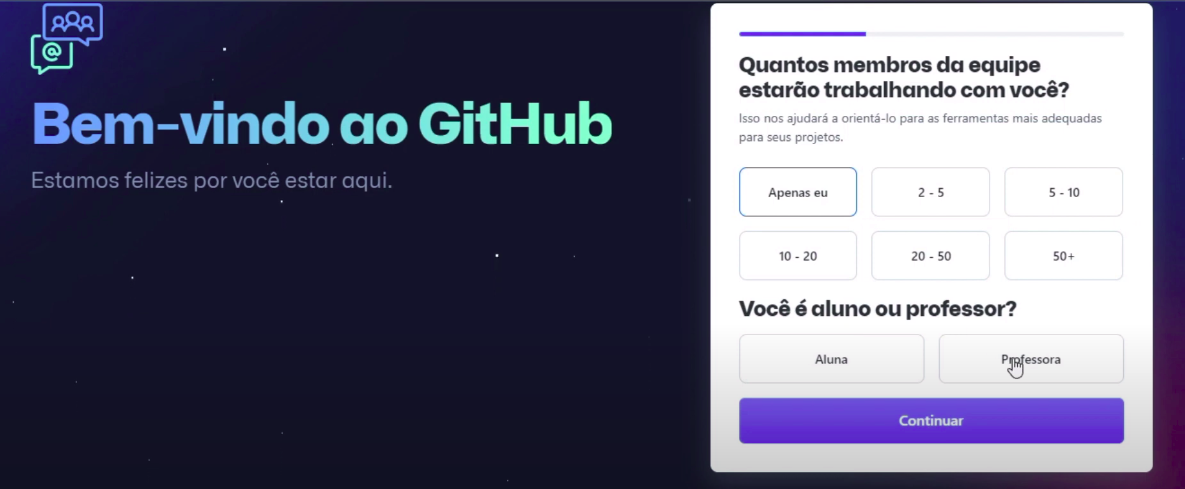 Bem-vindo ao GitHub
Estamos felizes por você estar aqui.
Quantos membros da equipe
estarão trabalhando com você?
Isso nos ajudará a orientá-lo para as ferramentas mais adequadas
para seus projetos.
Apenas eu
2 - 5
5 - 10
10 - 20
20 - 50
50+
Você é aluno ou professor?
Aluna
Professora
Continuar